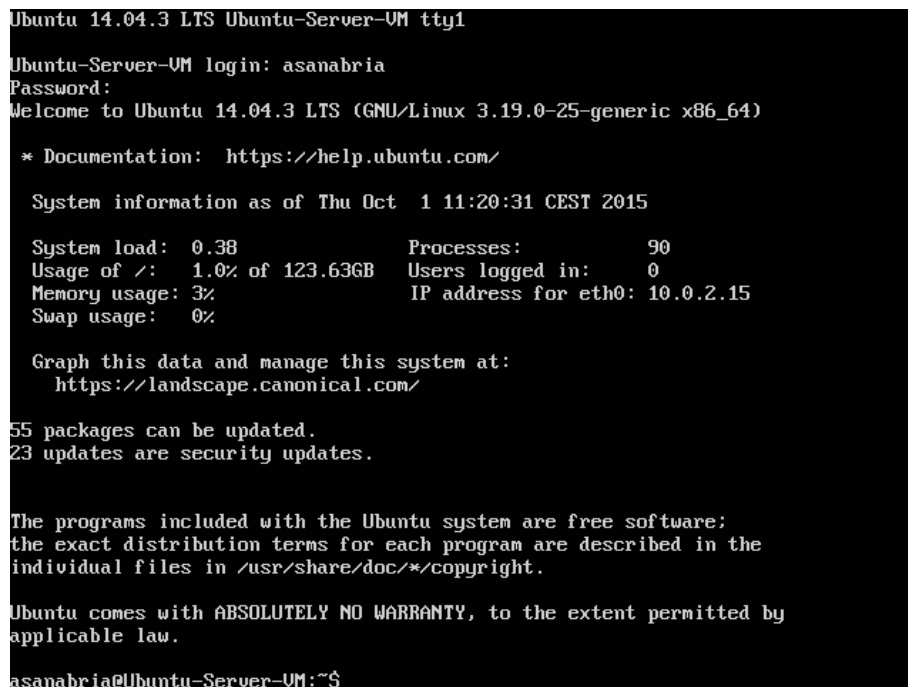 Ubuntu 14.04.3 LTS Ubuntu-Server-VM tty1
Ubuntu-Server-VM login: asanabria
Password:
Welcome to Ubuntu 14.04.3 LTS (GNU/Linux 3.19.0-25-generic x86_64)
* Documentation:  https://help.ubuntu.com/
System information as of Thu Oct  1 11:20:31 CEST 2015
System load:  0.38               Processes:           90
Usage of /:   1.0% of 123.63GB   Users logged in:     0
Memory usage: 3%                 IP address for eth0: 10.0.2.15
Swap usage:   0%
Graph this data and manage this system at:
https://landscape.canonical.com/
55 packages can be updated.
23 updates are security updates.
The programs included with the Ubuntu system are free software;
the exact distribution terms for each program are described in the
individual files in /usr/share/doc/*/copyright.
Ubuntu comes with ABSOLUTELY NO WARRANTY, to the extent permitted by
applicable law.
asanabria@Ubuntu-Server-VM:~$